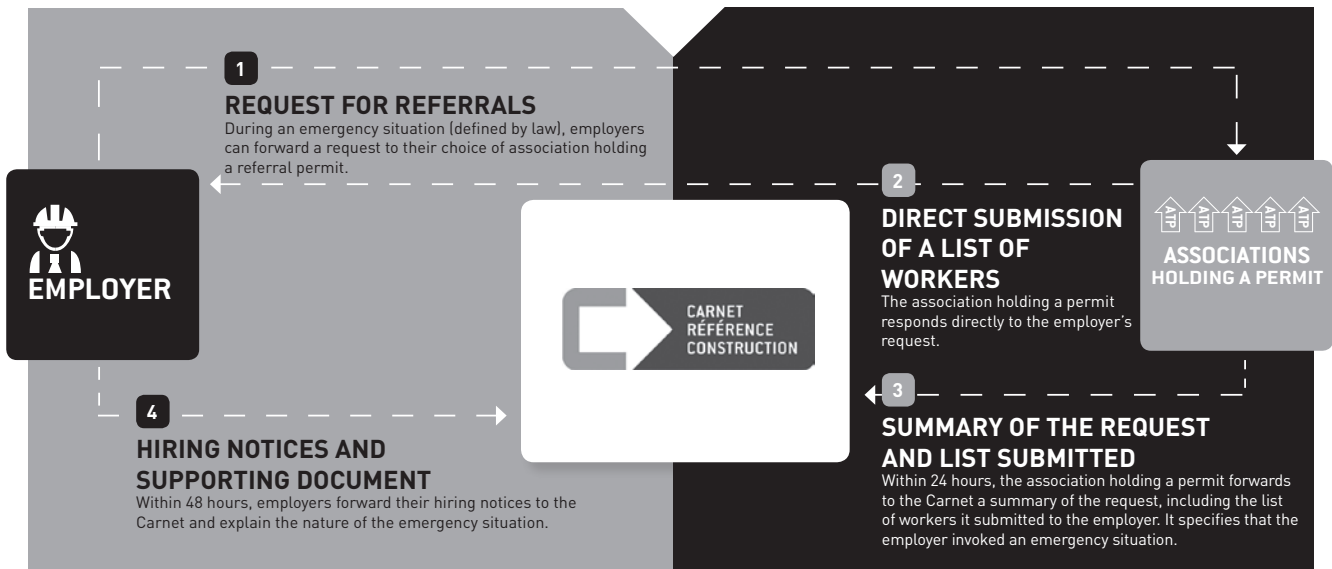 1
REQUEST FOR REFERRALS
During an emergency situation (defined by law), employers
can forward a request to their choice of association holding
a referral permit.
EMPLOYER
2
DIRECT SUBMISSION
OF A LIST OF
WORKERS
The association holding a permit
responds directly to the employer's
request.
ATP ATP ATP ATP ATP
ASSOCIATIONS
HOLDING A PERMIT
CARNET
RÉFÉRENCE
CONSTRUCTION
3
SUMMARY OF THE REQUEST
AND LIST SUBMITTED
Within 24 hours, the association holding a permit forwards
to the Carnet a summary of the request, including the list
of workers it submitted to the employer. It specifies that the
employer invoked an emergency situation.
4
HIRING NOTICES AND
SUPPORTING DOCUMENT
Within 48 hours, employers forward their hiring notices to the
Carnet and explain the nature of the emergency situation.